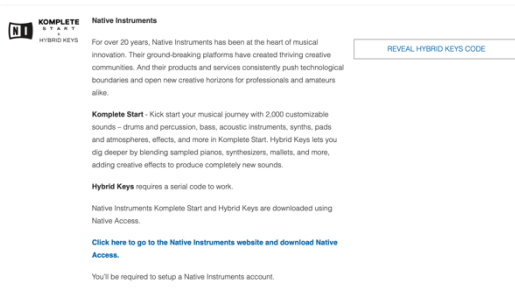 KOMPLETE
START
+
HYBRID KEYS
Native Instruments
For over 20 years, Native Instruments has been at the heart of musical
innovation. Their ground-breaking platforms have created thriving creative
communities. And their products and services consistently push technological
boundaries and open new creative horizons for professionals and amateurs
alike.
REVEAL HYBRID KEYS CODE
Komplete Start - Kick start your musical journey with 2,000 customizable
sounds – drums and percussion, bass, acoustic instruments, synths, pads
and atmospheres, effects, and more in Komplete Start. Hybrid Keys lets you
dig deeper by blending sampled pianos, synthesizers, mallets, and more,
adding creative effects to produce completely new sounds.
Hybrid Keys requires a serial code to work.
Native Instruments Komplete Start and Hybrid Keys are downloaded using
Native Access.
Click here to go to the Native Instruments website and download Native
Access.
You'll be required to setup a Native Instruments account.